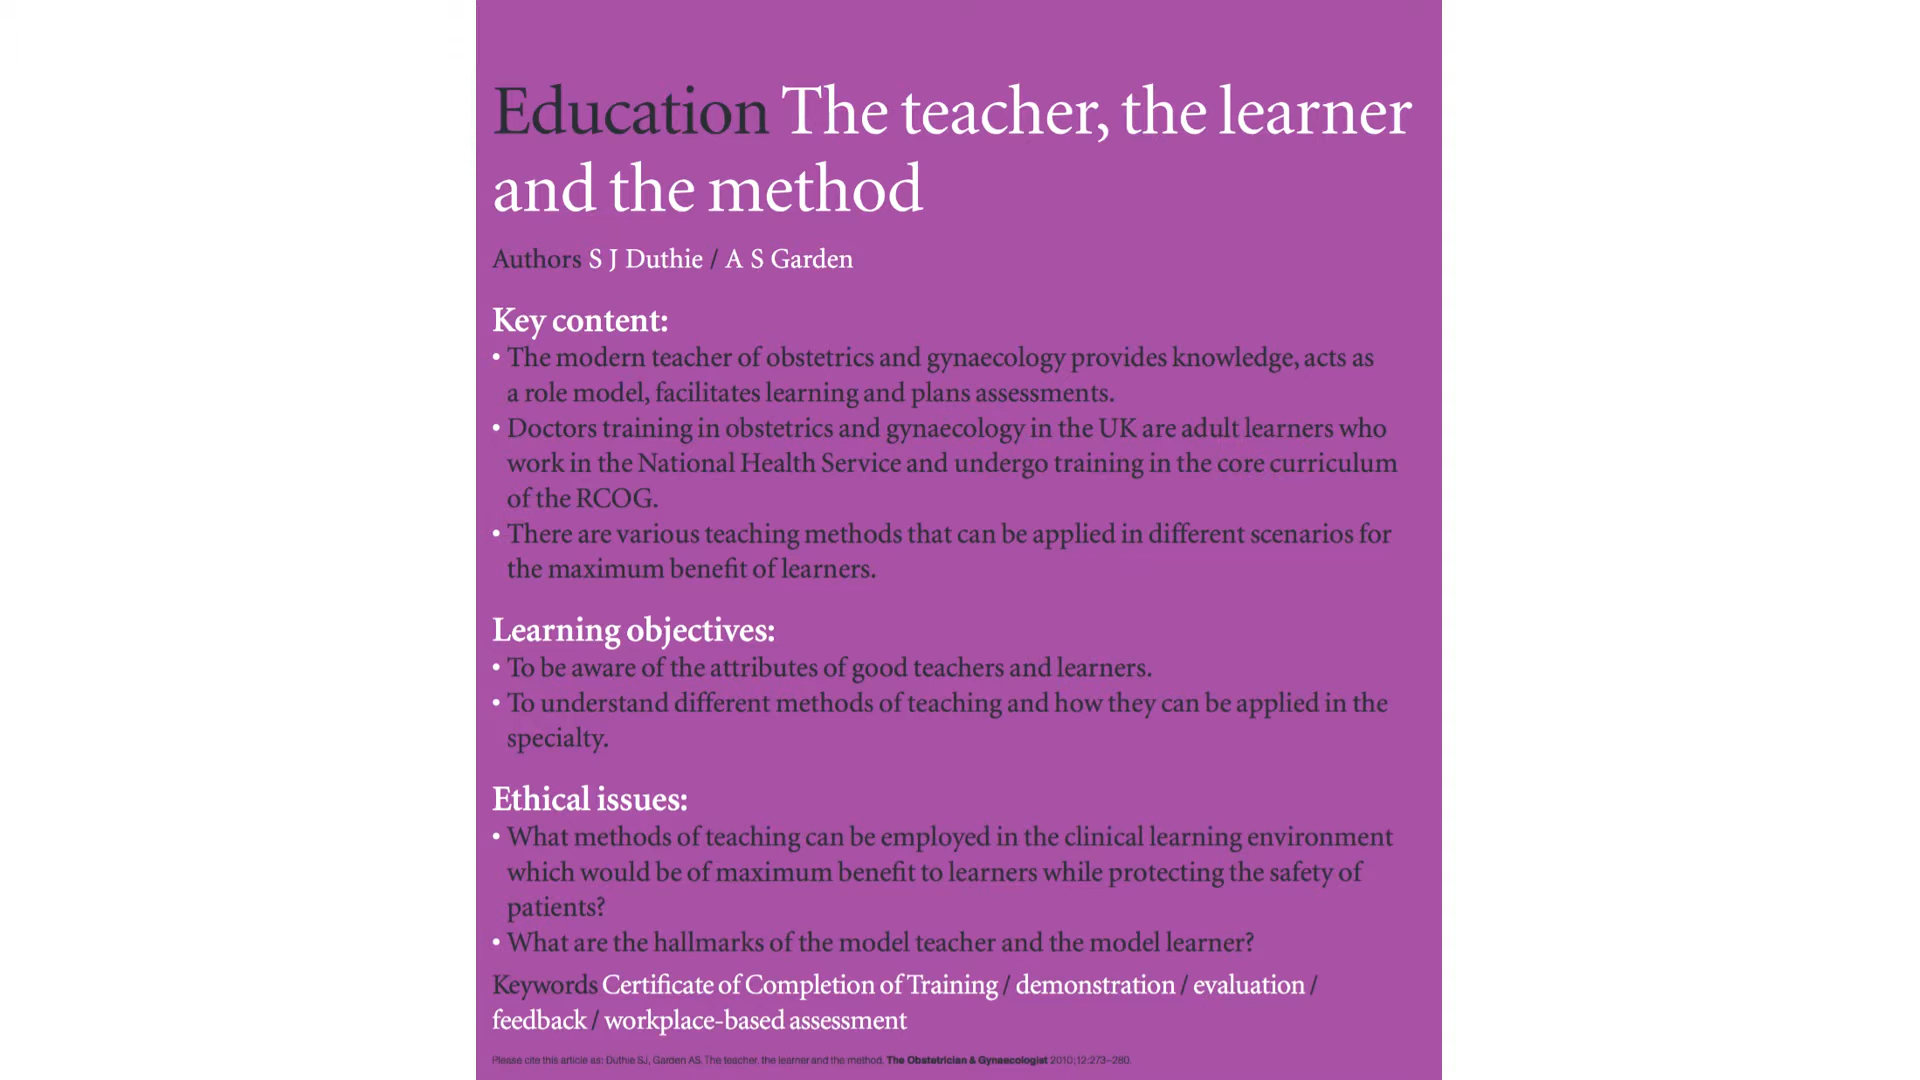 Education The teacher, the learner
and the method
Authors S J Duthie / A S Garden
Key content:
• The modern teacher of obstetrics and gynaecology provides knowledge, acts as
a role model, facilitates learning and plans assessments.
• Doctors training in obstetrics and gynaecology in the UK are adult learners who
work in the National Health Service and undergo training in the core curriculum
of the RCOG.
• There are various teaching methods that can be applied in different scenarios for
the maximum benefit of learners.
Learning objectives:
• To be aware of the attributes of good teachers and learners.
• To understand different methods of teaching and how they can be applied in the
specialty.
Ethical issues:
• What methods of teaching can be employed in the clinical learning environment
which would be of maximum benefit to learners while protecting the safety of
patients?
• What are the hallmarks of the model teacher and the model learner?
Keywords Certificate of Completion of Training / demonstration / evaluation /
feedback / workplace-based assessment
Please cite this article as: Duthie SJ, Garden AS. The teacher, the learner and the method. The Obstetrician & Gynaecologist 2010;12:273–280.